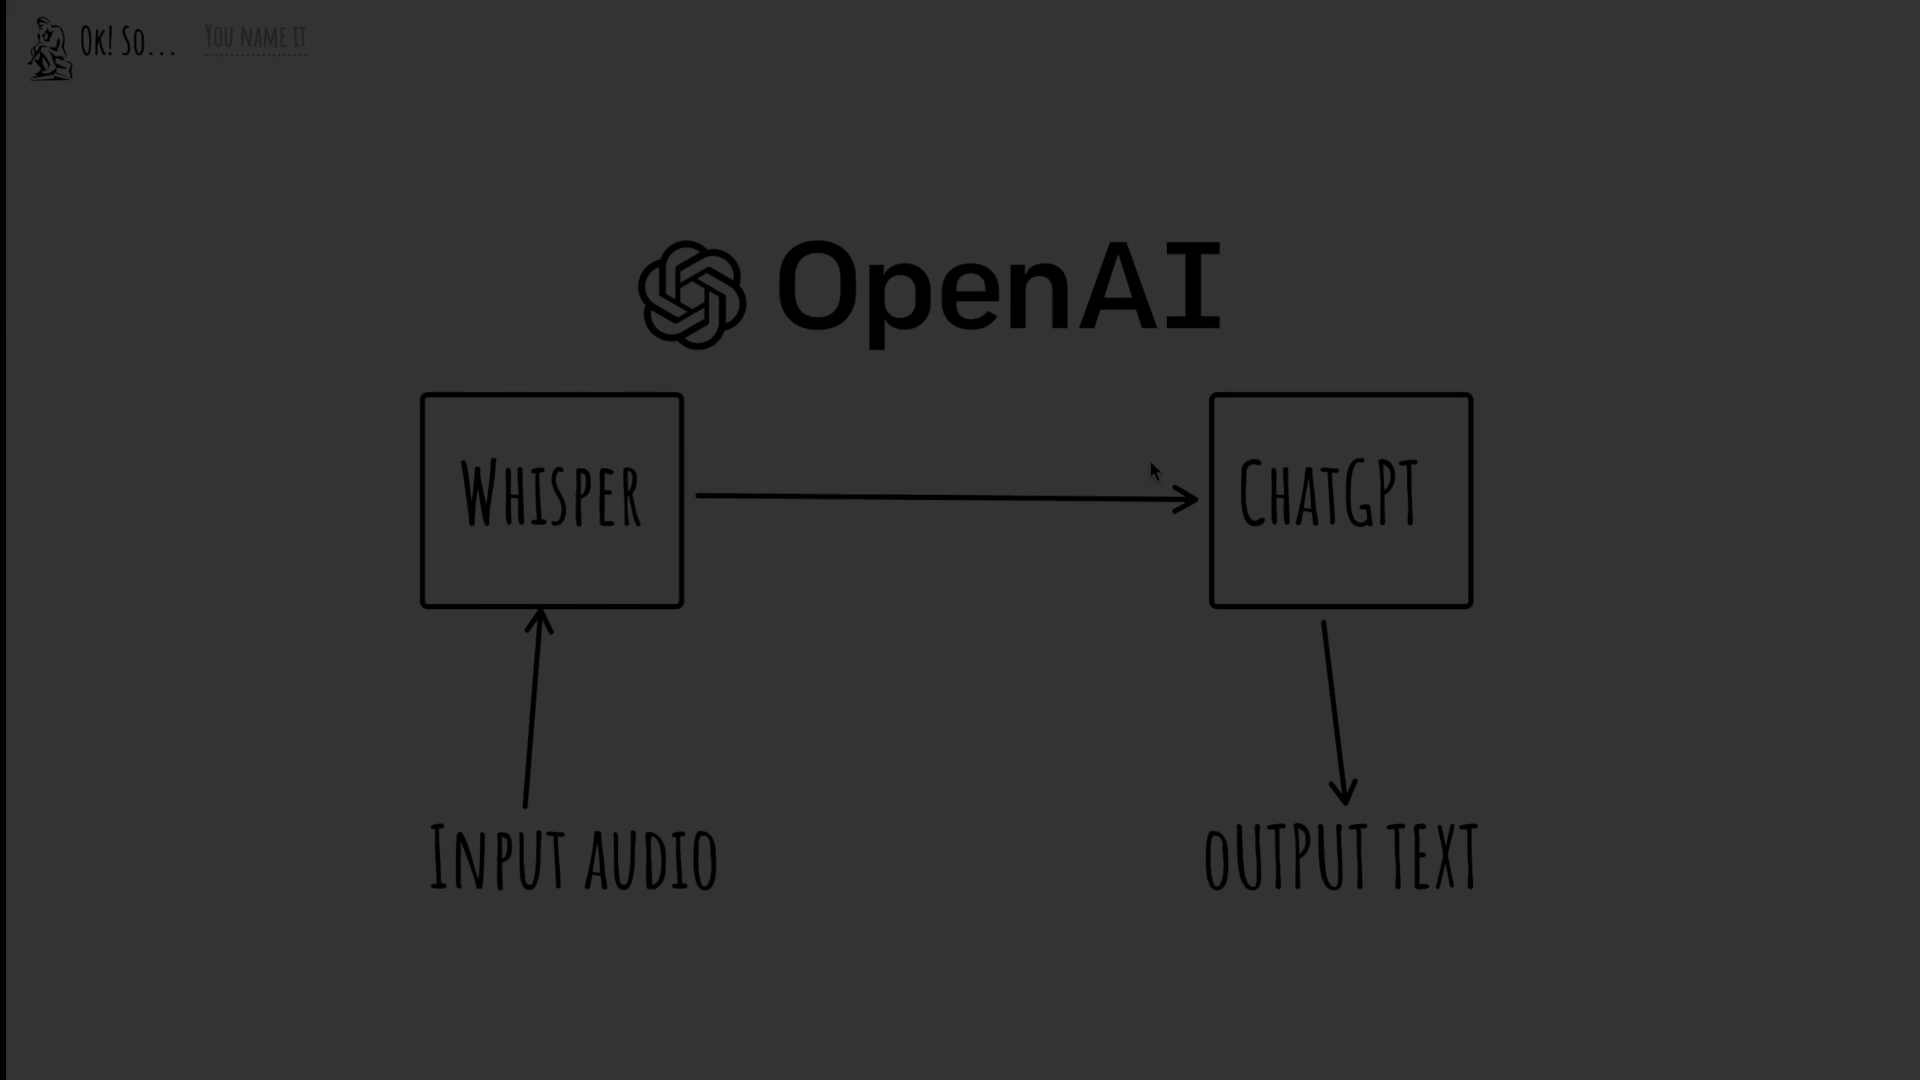 Ok! So...
You name it
OpenAI
Whisper
ChatGPT
Input audio
oUTPUT TEXT